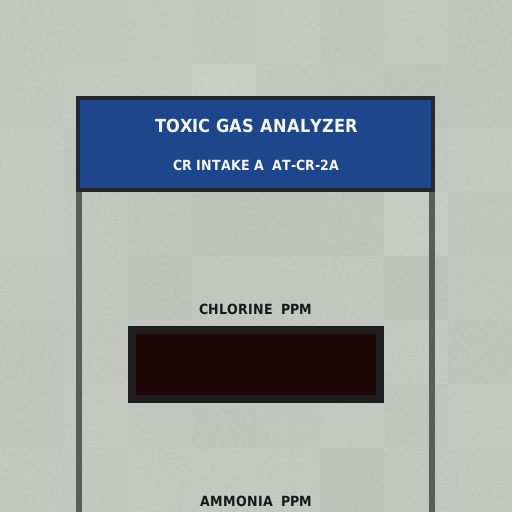 TOXIC GAS ANALYZER
CR INTAKE A  AT-CR-2A
CHLORINE  PPM
AMMONIA  PPM